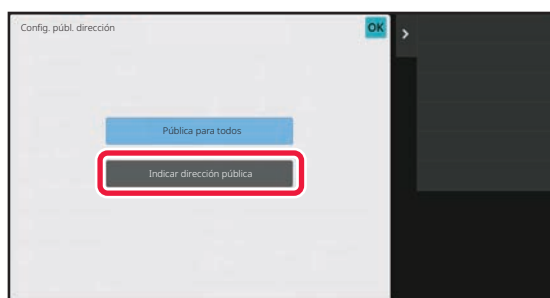 Config. públ. dirección
OK
Pública para todos
Indicar dirección pública